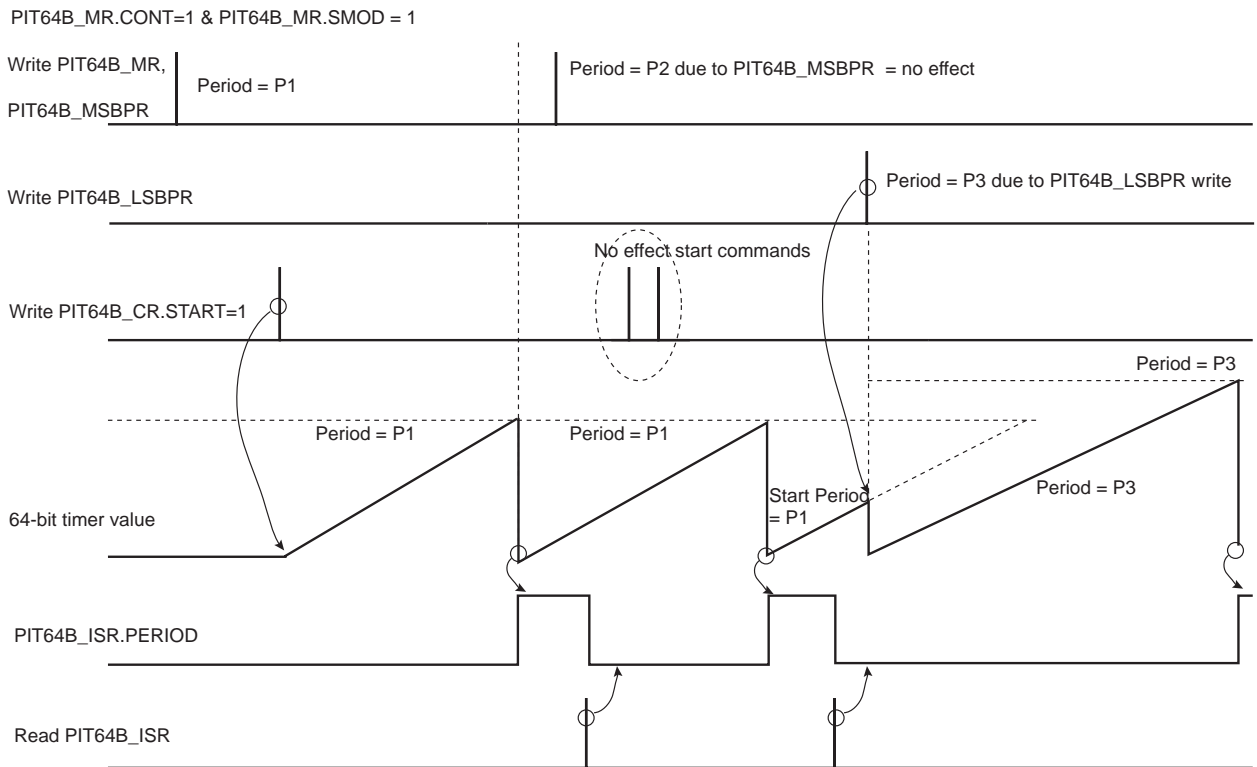 PIT64B_MR.CONT=1 & PIT64B_MR.SMOD = 1
Write PIT64B_MR,
PIT64B_MSBPR
Period = P1
Period = P2 due to PIT64B_MSBPR = no effect
Write PIT64B_LSBPR
Period = P3 due to PIT64B_LSBPR write
No effect start commands
Write PIT64B_CR.START=1
Period = P3
Period = P1
Period = P1
Start Period
= P1
Period = P3
64-bit timer value
PIT64B_ISR.PERIOD
Read PIT64B_ISR